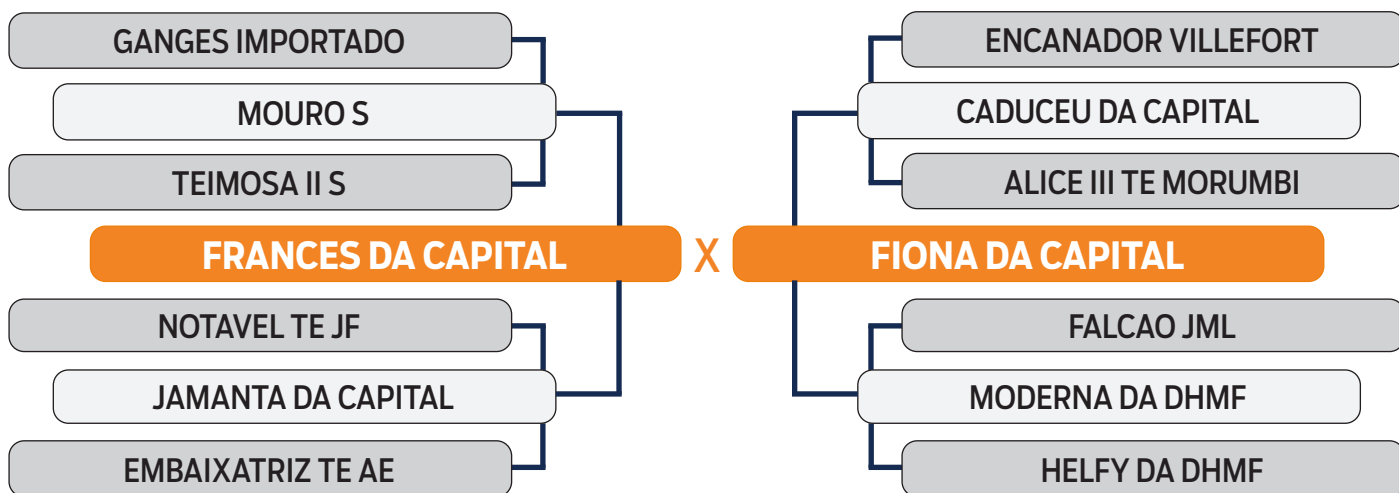 GANGES IMPORTADO
MOURO S
TEIMOSA II S
FRANCES DA CAPITAL
NOTAVEL TE JF
JAMANTA DA CAPITAL
EMBAIXATRIZ TE AE
X
ENCANADOR VILLEFORT
CADUCEU DA CAPITAL
ALICE III TE MORUMBI
FIONA DA CAPITAL
FALCAO JML
MODERNA DA DHMF
HELFY DA DHMF